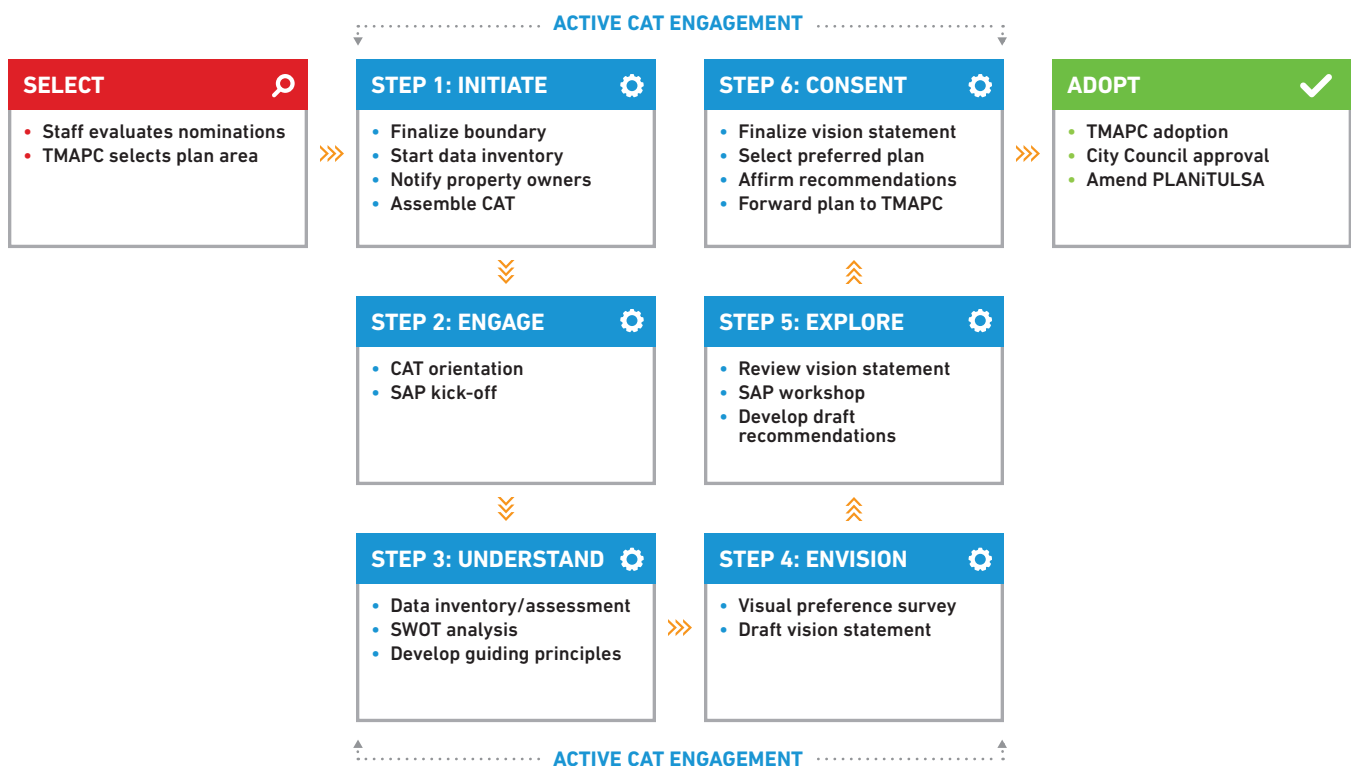 ACTIVE CAT ENGAGEMENT
SELECT
• Staff evaluates nominations
• TMAPC selects plan area
STEP 1: INITIATE
• Finalize boundary
• Start data inventory
• Notify property owners
• Assemble CAT
STEP 2: ENGAGE
• CAT orientation
• SAP kick-off
STEP 3: UNDERSTAND
• Data inventory/assessment
• SWOT analysis
• Develop guiding principles
STEP 4: ENVISION
• Visual preference survey
• Draft vision statement
STEP 5: EXPLORE
• Review vision statement
• SAP workshop
• Develop draft
recommendations
STEP 6: CONSENT
• Finalize vision statement
• Select preferred plan
• Affirm recommendations
• Forward plan to TMAPC
ADOPT
• TMAPC adoption
• City Council approval
• Amend PLANiTULSA
ACTIVE CAT ENGAGEMENT